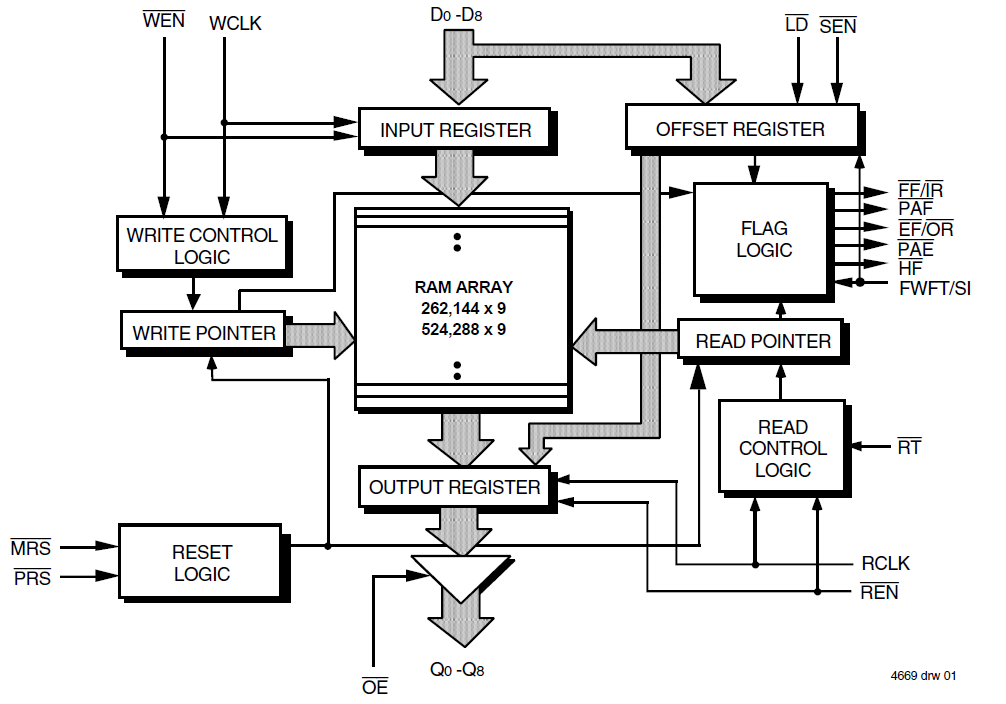 WEN
WCLK
D0 -D8
LD
SEN
INPUT REGISTER
OFFSET REGISTER
WRITE CONTROL
LOGIC
FLAG
LOGIC
FF/IR
PAF
EF/OR
PAE
HF
FWFT/SI
RAM ARRAY
262,144 x 9
524,288 x 9
WRITE POINTER
READ POINTER
READ
CONTROL
LOGIC
RT
OUTPUT REGISTER
MRS
PRS
RESET
LOGIC
RCLK
REN
OE
Q0 -Q8
4669 drw 01